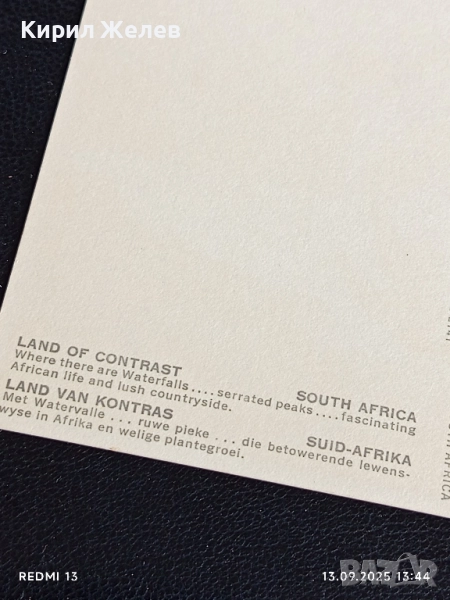 Кирил Желев
LAND OF CONTRAST SOUTH AFRICA
Where there are Waterfalls....serrated peaks....fascinating
African life and lush countryside.
LAND VAN KONTRAS SUID-AFRIKA
Met Watervalle ... ruwe pieke ... die betowerende lewens-
wyse in Afrika en welige plantegroei.
AFRICA
REDMI 13 13.09.2025 13:44
BAZAR